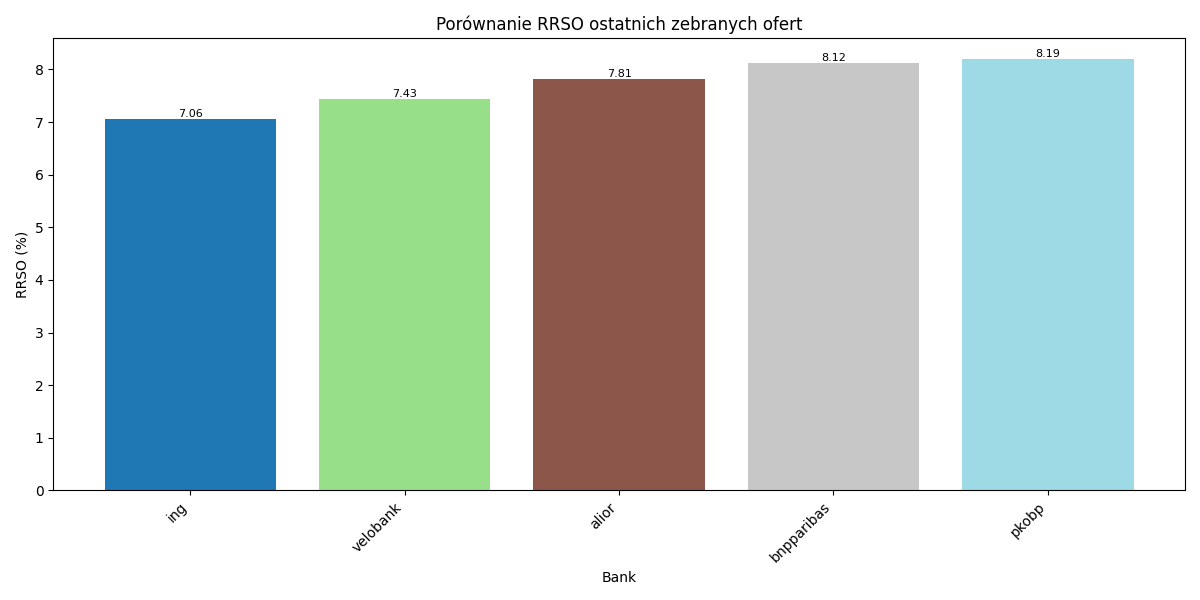 Porównanie RRSO ostatnich zebranych ofert
RRSO (%)
8
7
6
5
4
3
2
1
0
7.06
7.43
7.81
8.12
8.19
ing
velobank
alior
bnpparibas
pkobp
Bank